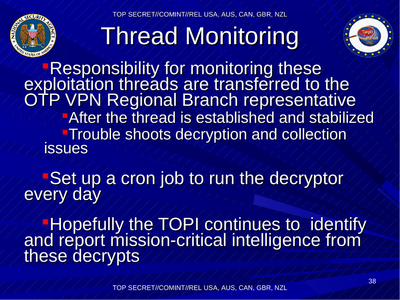 TOP SECRET//COMINT//REL USA, AUS, CAN, GBR, NZL
Thread Monitoring
Responsibility for monitoring these
exploitation threads are transferred to the
OTP VPN Regional Branch representative
After the thread is established and stabilized
Trouble shoots decryption and collection
issues
Set up a cron job to run the decryptor
every day
Hopefully the TOPI continues to identify
and report mission-critical intelligence from
these decrypts
38
TOP SECRET//COMINT//REL USA, AUS, CAN, GBR, NZL